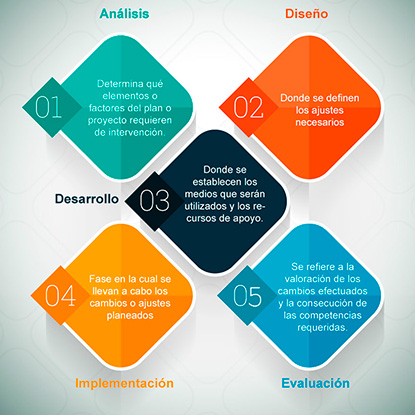 Análisis
01
Determina qué
elementos o
factores del plan o
proyecto requieren
de intervención.
Diseño
02
Donde se definen
los ajustes
necesarios
Desarrollo
03
Donde se
establecen los
medios que serán
utilizados y los re-
cursos de apoyo.
04
Fase en la cual se
llevan a cabo los
cambios o ajustes
planeados
Implementación
05
Se refiere a la
valoración de los
cambios efectuados
y la consecución de
las competencias
requeridas.
Evaluación